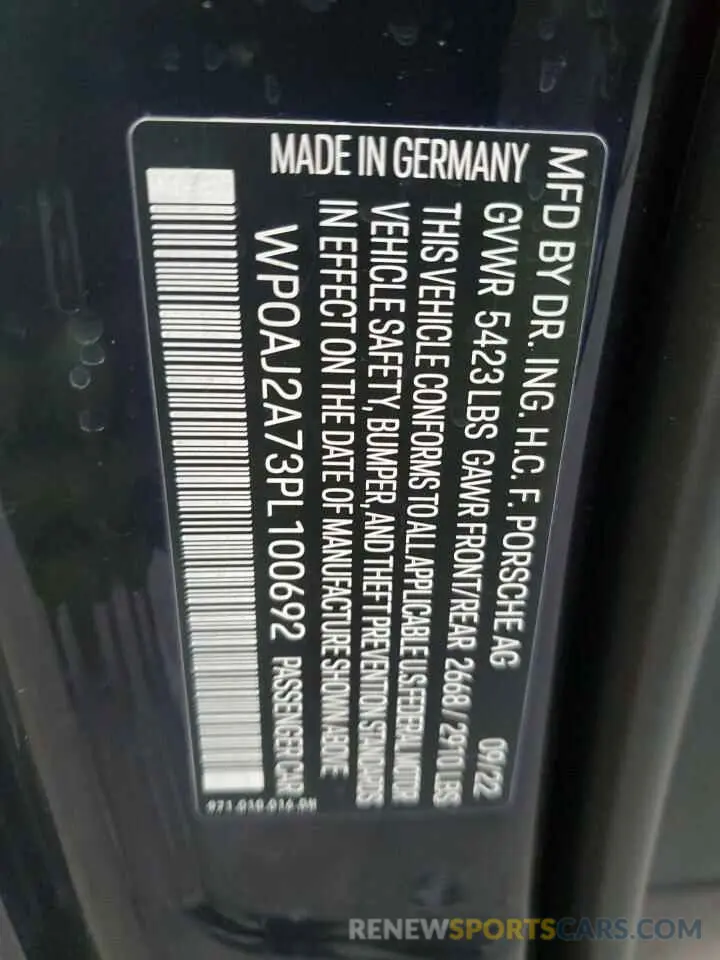 MFD BY DR. ING. H.C. F. PORSCHE AG
GVWR 5423 LBS GAWR FRONT/REAR 2668 / 2910 LBS 09/22
THIS VEHICLE CONFORMS TO ALL APPLICABLE U.S.FEDERAL MOTOR
VEHICLE SAFETY, BUMPER, AND THEFT PREVENTION STANDARDS
IN EFFECT ON THE DATE OF MANUFACTURE SHOWN ABOVE
MADE IN GERMANY
WP0AJ2A73PL100692 PASSENGER CAR
971.010.016.DH
RENEWSPORTSCARS.COM